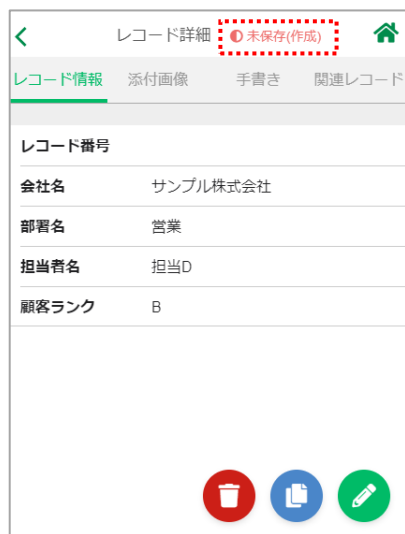 レコード詳細 未保存(作成)
レコード情報 添付画像 手書き 関連レコード
レコード番号
会社名 サンプル株式会社
部署名 営業
担当者名 担当D
顧客ランク B